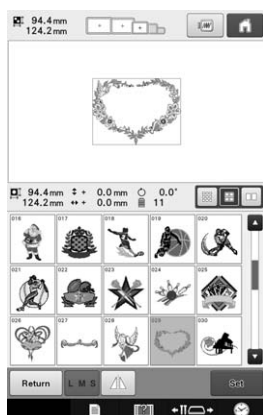 94.4mm
124.2mm
94.4mm + 0.0mm 0.0°
124.2mm + 0.0mm 11
016 017 018 019 020
021 022 023 024 025
026 027 028 029 030
Return L M S Set